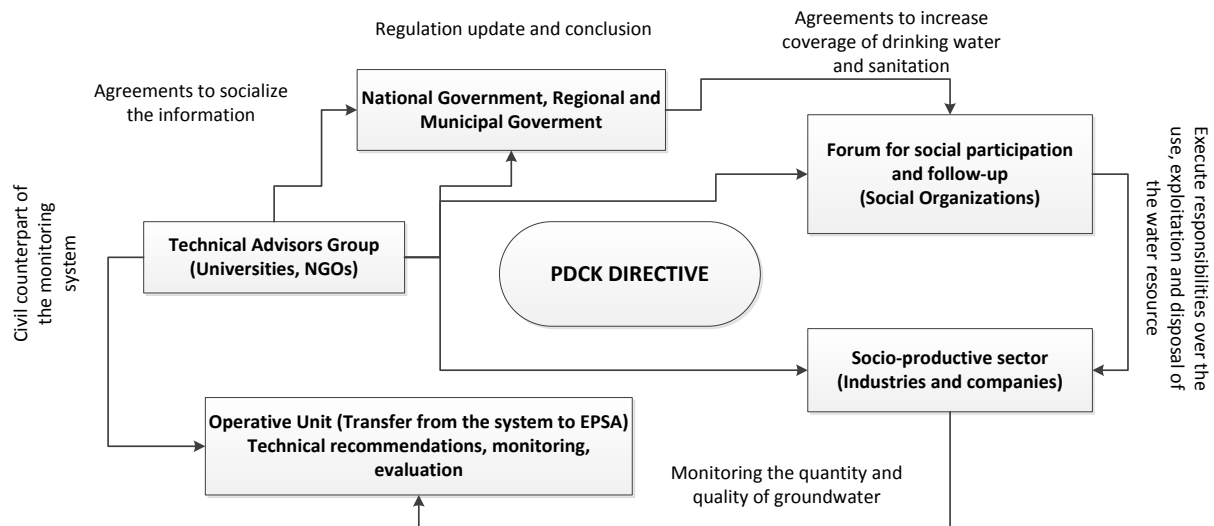 Regulation update and conclusion
Agreements to increase
coverage of drinking water
and sanitation
Agreements to socialize
the information
National Government, Regional and
Municipal Goverment
Forum for social participation
and follow-up
(Social Organizations)
Execute responsibilities over the
use, exploitation and disposal of
the water resource
Civil counterpart of
the monitoring
system
Technical Advisors Group
(Universities, NGOs)
PDCK DIRECTIVE
Socio-productive sector
(Industries and companies)
Operative Unit (Transfer from the system to EPSA)
Technical recommendations, monitoring,
evaluation
Monitoring the quantity and
quality of groundwater